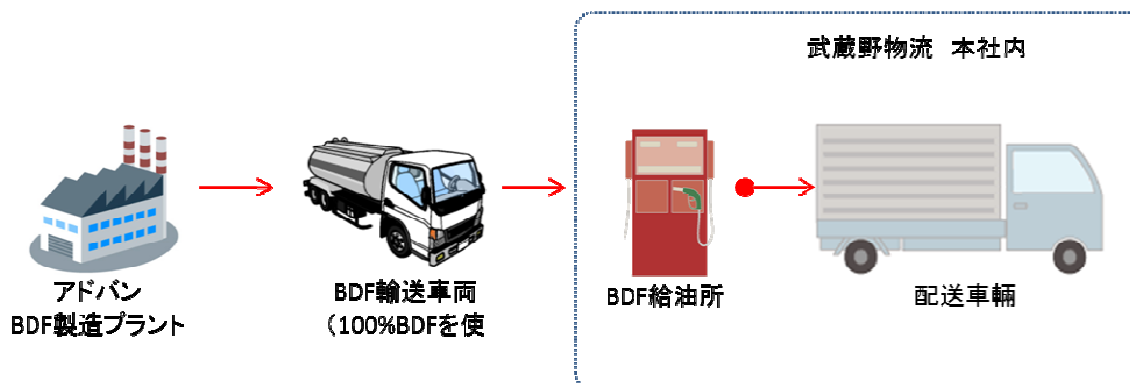 武蔵野物流 本社内
アドバン
BDF製造プラント
BDF輸送車両
(100%BDFを使
BDF給油所
配送車輛